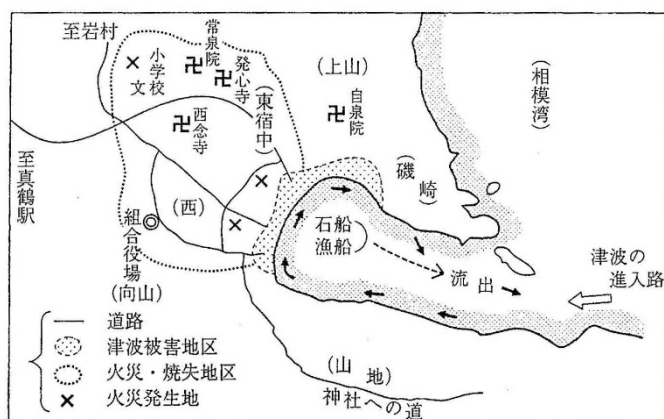 至岩村
小学校
文
常泉院
発心寺
西念寺
(東宿中)
(上山)
自泉院
(相模湾)
(磯崎)
至真鶴駅
(西)
組合役場
(向山)
石船
漁船
流出
津波の
進入路
(山地)
神社への道
道路
津波被害地区
火災・焼失地区
火災発生地